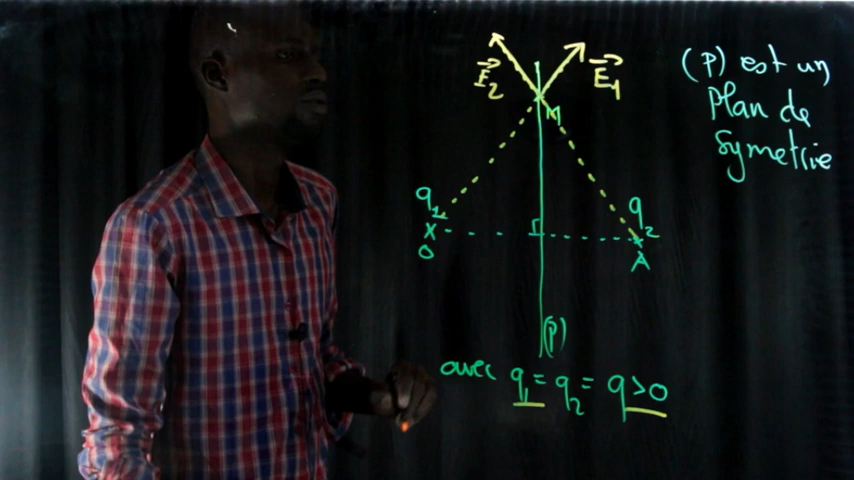 E₂
E₁
M
q₁
q₂
I
O
A
(P)
avec q₁ = q₂ = q > 0
(P) est un
Plan de
Symetrie